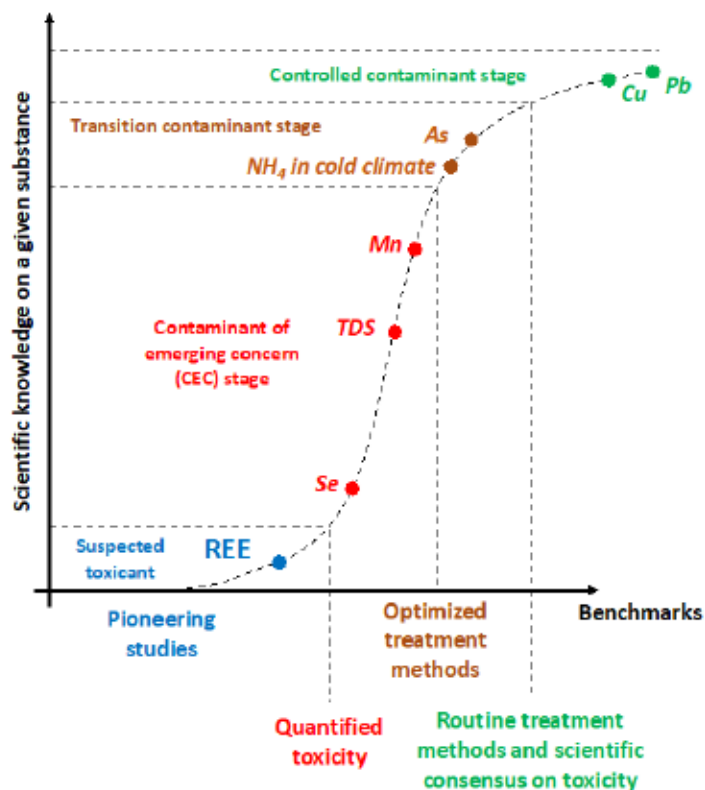 Scientific knowledge on a given substance
Controlled contaminant stage
Cu
Pb
Transition contaminant stage
As
NH₄ in cold climate
Mn
TDS
Contaminant of
emerging concern
(CEC) stage
Se
Suspected
toxicant
REE
Benchmarks
Pioneering
studies
Optimized
treatment
methods
Quantified
toxicity
Routine treatment
methods and scientific
consensus on toxicity